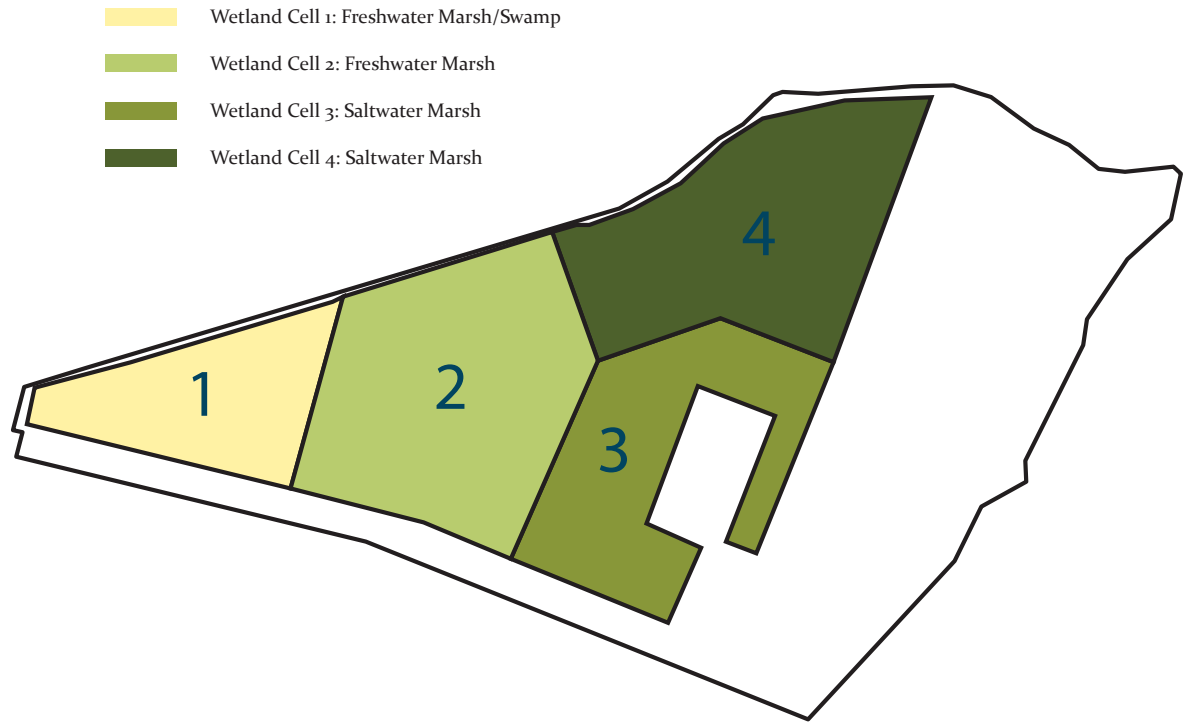 Wetland Cell 1: Freshwater Marsh/Swamp
Wetland Cell 2: Freshwater Marsh
Wetland Cell 3: Saltwater Marsh
Wetland Cell 4: Saltwater Marsh
4
1
2
3